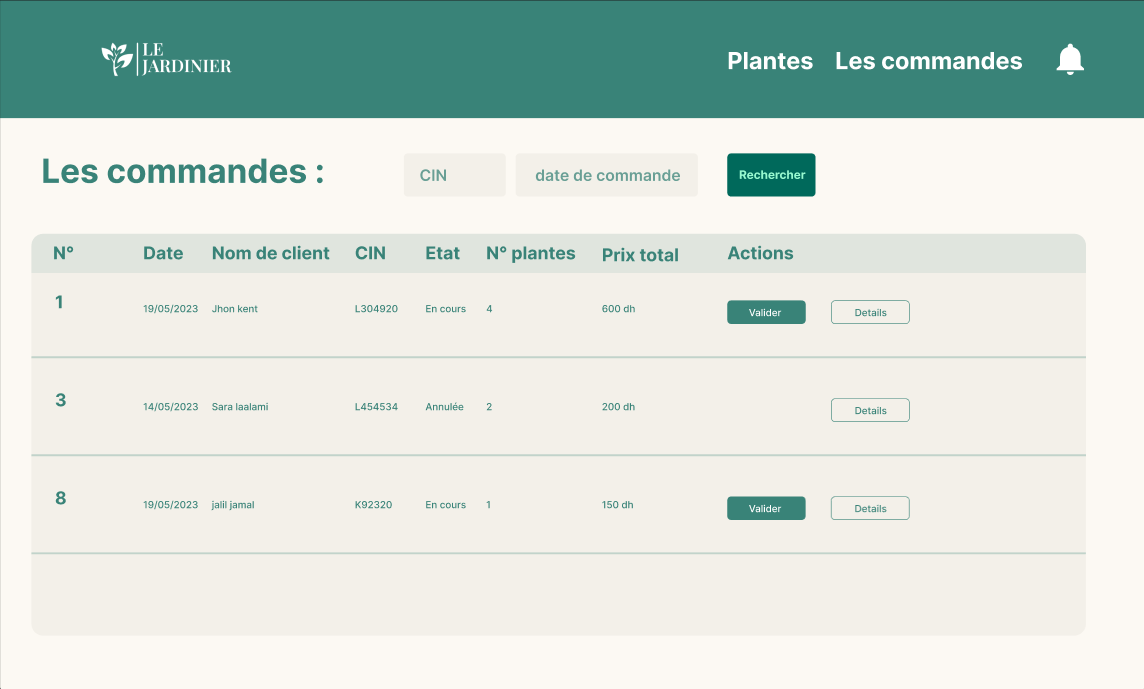 LE
JARDINIER
Plantes Les commandes
Les commandes :
CIN
date de commande
Rechercher
N° Date Nom de client CIN Etat N° plantes Prix total Actions
1 19/05/2023 Jhon kent L304920 En cours 4 600 dh Valider Details
3 14/05/2023 Sara laalami L454534 Annulée 2 200 dh Details
8 19/05/2023 jalil jamal K92320 En cours 1 150 dh Valider Details